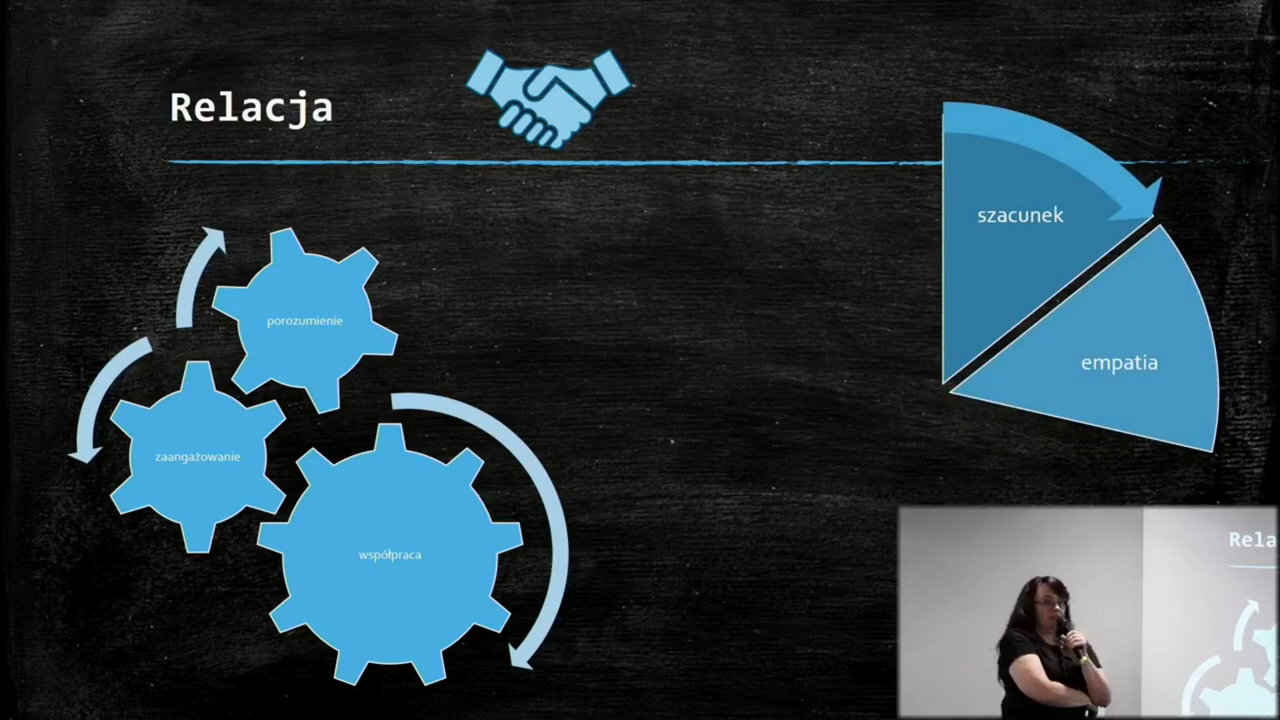 Relacja
szacunek
porozumienie
empatia
zaangażowanie
współpraca
Rela